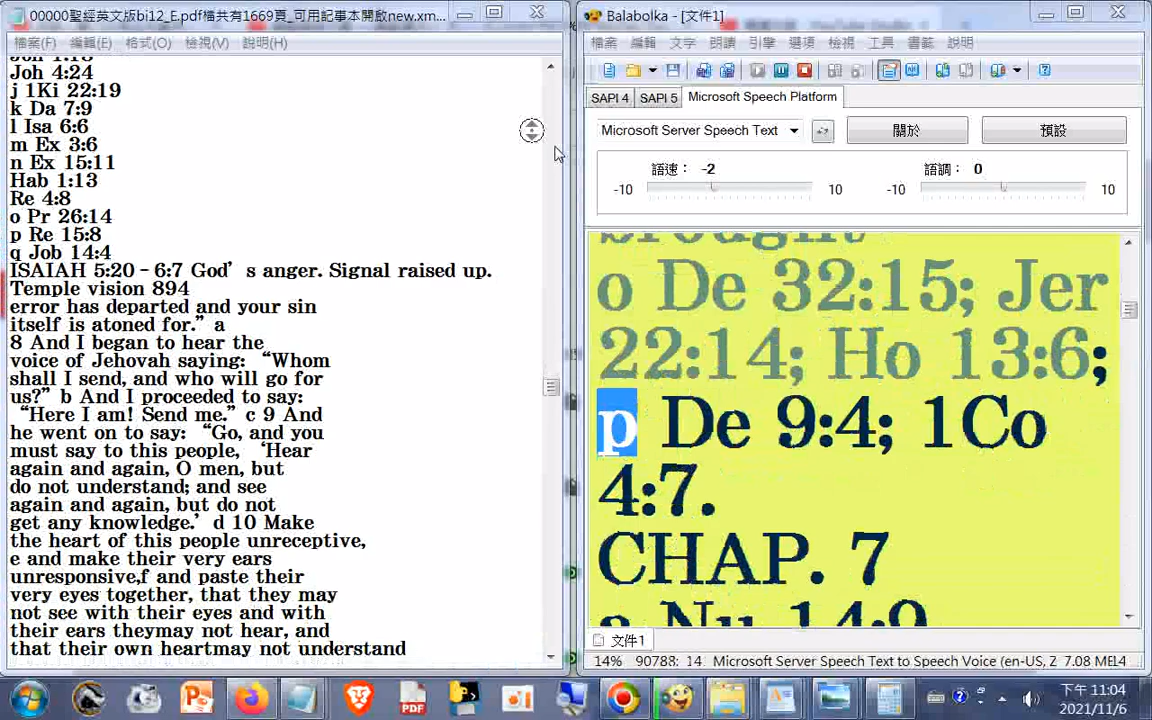 00000聖經英文版bi12_E.pdf檔共有1669頁_可用記事本開啟new.xm...
檔案(F) 編輯(E) 格式(O) 檢視(V) 說明(H)
Joh 4:24
j 1Ki 22:19
k Da 7:9
l Isa 6:6
m Ex 3:6
n Ex 15:11
Hab 1:13
Re 4:8
o Pr 26:14
p Re 15:8
q Job 14:4
ISAIAH 5:20–6:7 God’s anger. Signal raised up.
Temple vision 894
error has departed and your sin
itself is atoned for.” a
8 And I began to hear the
voice of Jehovah saying: “Whom
shall I send, and who will go for
us?” b And I proceeded to say:
“Here I am! Send me.” c 9 And
he went on to say: “Go, and you
must say to this people, ‘Hear
again and again, O men, but
do not understand; and see
again and again, but do not
get any knowledge.’ d 10 Make
the heart of this people unreceptive,
e and make their very ears
unresponsive,f and paste their
very eyes together, that they may
not see with their eyes and with
their ears theymay not hear, and
that their own heartmay not understand
Balabolka - [文件1]
檔案 編輯 文字 朗讀 引擎 選項 檢視 工具 書籤 說明
SAPI 4 SAPI 5 Microsoft Speech Platform
Microsoft Server Speech Text 關於 預設
語速： -2 語調： 0
-10 10 -10 10
brought
o De 32:15; Jer
22:14; Ho 13:6;
p De 9:4; 1Co
4:7.
CHAP. 7
a Nu 14:9
文件1
14% 90788: 14 Microsoft Server Speech Text to Speech Voice (en-US, Z 7.08 ME
下午 11:04
2021/11/6